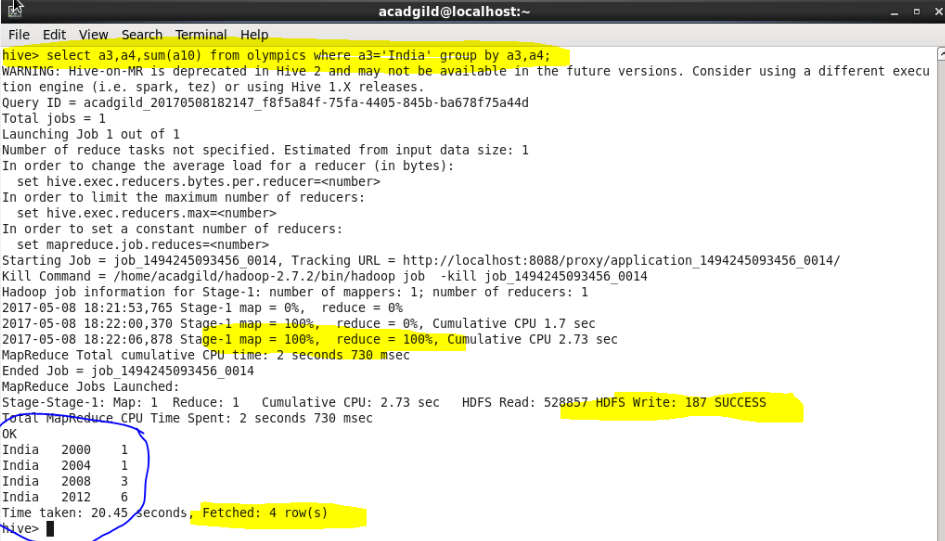 acadgild@localhost:~
File Edit View Search Terminal Help
hive> select a3,a4,sum(a10) from olympics where a3='India' group by a3,a4;
WARNING: Hive-on-MR is deprecated in Hive 2 and may not be available in the future versions. Consider using a different execu
tion engine (i.e. spark, tez) or using Hive 1.X releases.
Query ID = acadgild_20170508182147_f8f5a84f-75fa-4405-845b-ba678f75a44d
Total jobs = 1
Launching Job 1 out of 1
Number of reduce tasks not specified. Estimated from input data size: 1
In order to change the average load for a reducer (in bytes):
  set hive.exec.reducers.bytes.per.reducer=<number>
In order to limit the maximum number of reducers:
  set hive.exec.reducers.max=<number>
In order to set a constant number of reducers:
  set mapreduce.job.reduces=<number>
Starting Job = job_1494245093456_0014, Tracking URL = http://localhost:8088/proxy/application_1494245093456_0014/
Kill Command = /home/acadgild/hadoop-2.7.2/bin/hadoop job  -kill job_1494245093456_0014
Hadoop job information for Stage-1: number of mappers: 1; number of reducers: 1
2017-05-08 18:21:53,765 Stage-1 map = 0%,  reduce = 0%
2017-05-08 18:22:00,370 Stage-1 map = 100%,  reduce = 0%, Cumulative CPU 1.7 sec
2017-05-08 18:22:06,878 Stage-1 map = 100%,  reduce = 100%, Cumulative CPU 2.73 sec
MapReduce Total cumulative CPU time: 2 seconds 730 msec
Ended Job = job_1494245093456_0014
MapReduce Jobs Launched:
Stage-Stage-1: Map: 1  Reduce: 1   Cumulative CPU: 2.73 sec   HDFS Read: 528857 HDFS Write: 187 SUCCESS
Total MapReduce CPU Time Spent: 2 seconds 730 msec
OK
India   2000    1
India   2004    1
India   2008    3
India   2012    6
Time taken: 20.45 seconds, Fetched: 4 row(s)
hive>